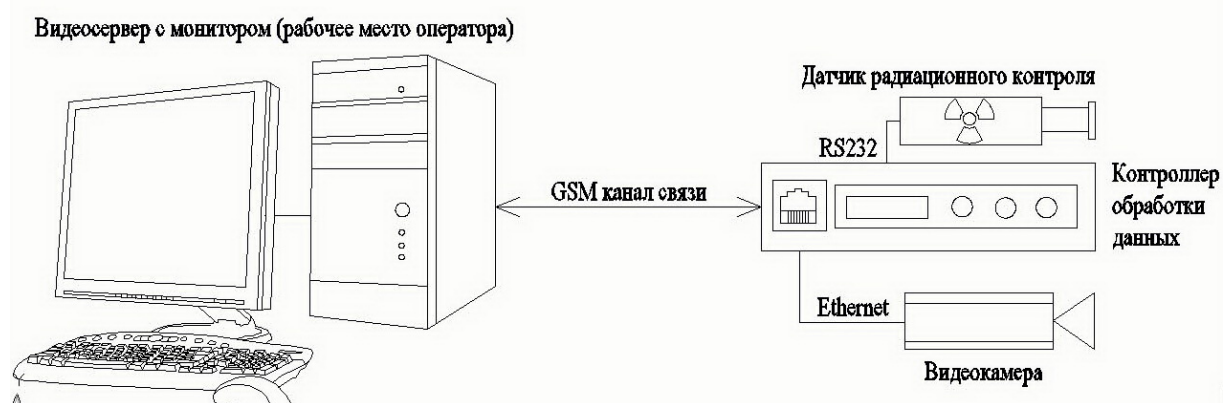 Видеосервер с монитором (рабочее место оператора)
Датчик радиационного контроля
RS232
GSM канал связи
Контроллер
обработки
данных
Ethernet
Видеокамера